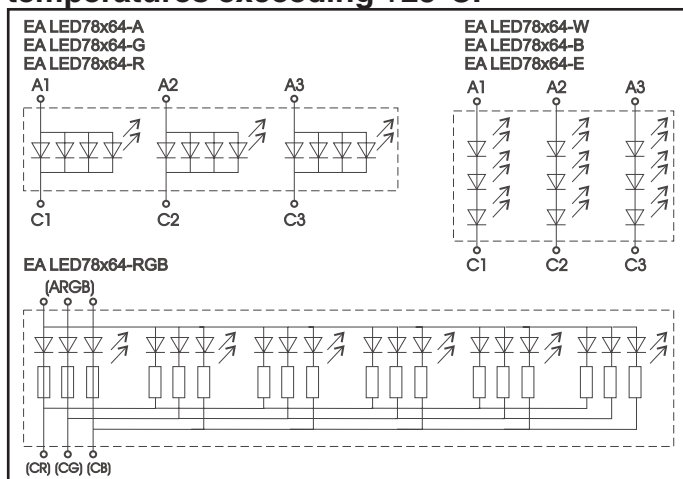 EA LED78x64-A
EA LED78x64-G
EA LED78x64-R
A1 A2 A3
C1 C2 C3
EA LED78x64-W
EA LED78x64-B
EA LED78x64-E
A1 A2 A3
C1 C2 C3
EA LED78x64-RGB
(ARGB)
(CR) (CG) (CB)